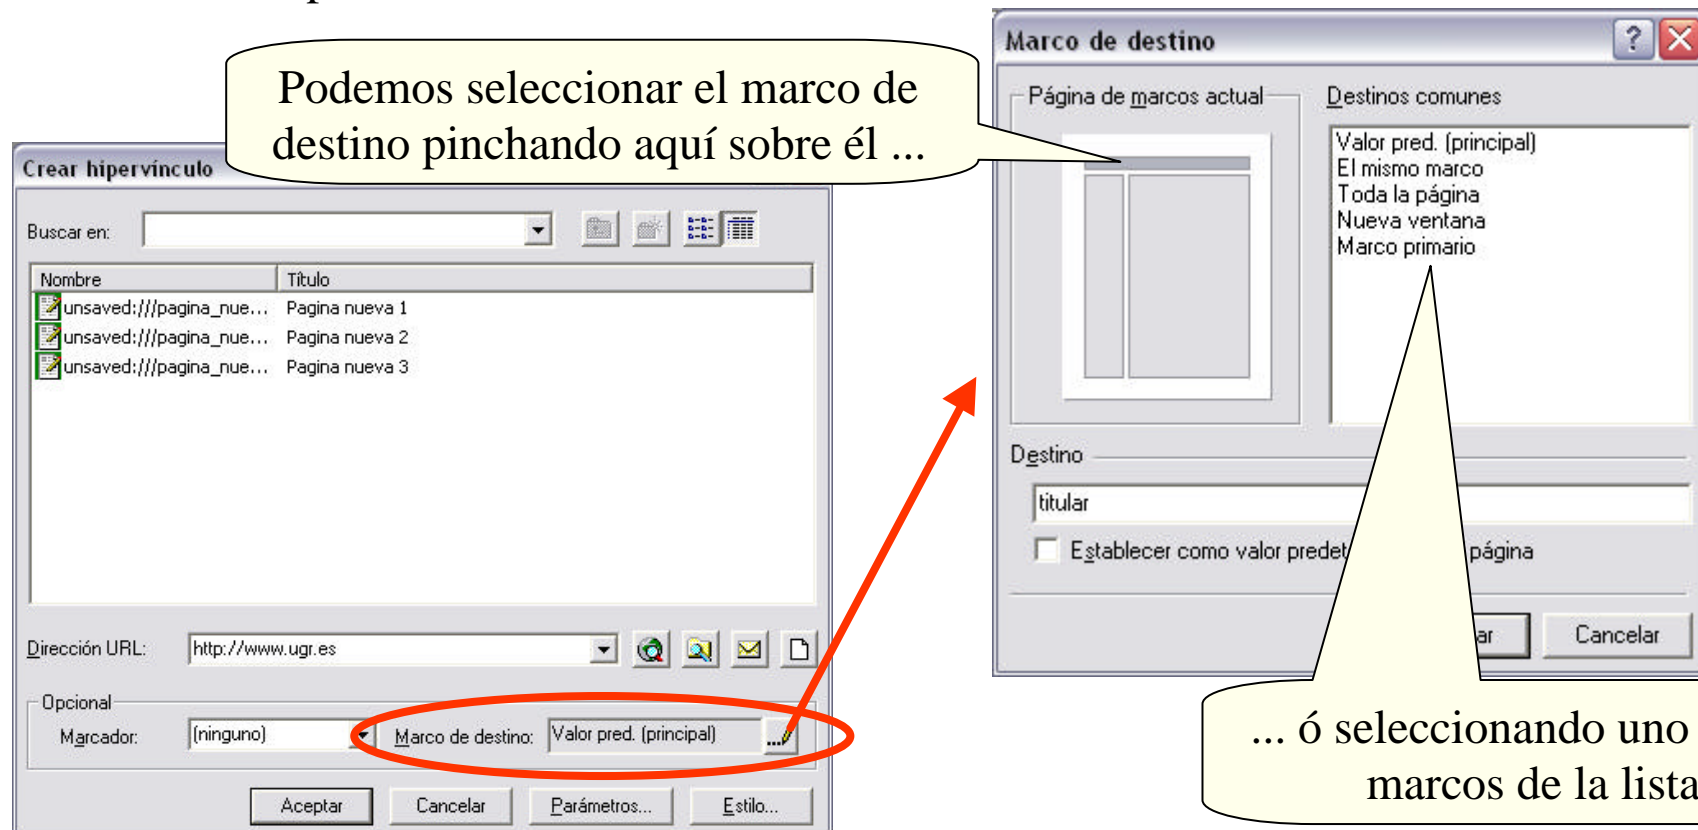 Podemos seleccionar el marco de
destino pinchando aquí sobre él ...
Crear hipervínculo
Buscar en:
Nombre Título
unsaved:///pagina_nue... Pagina nueva 1
unsaved:///pagina_nue... Pagina nueva 2
unsaved:///pagina_nue... Pagina nueva 3
Dirección URL: http://www.ugr.es
Opcional
Marcador: (ninguno) Marco de destino: Valor pred. (principal)
Aceptar Cancelar Parámetros... Estilo...
Marco de destino
Página de marcos actual Destinos comunes
Valor pred. (principal)
El mismo marco
Toda la página
Nueva ventana
Marco primario
Destino
titular
Establecer como valor predet página
ar Cancelar
... ó seleccionando uno
marcos de la lista